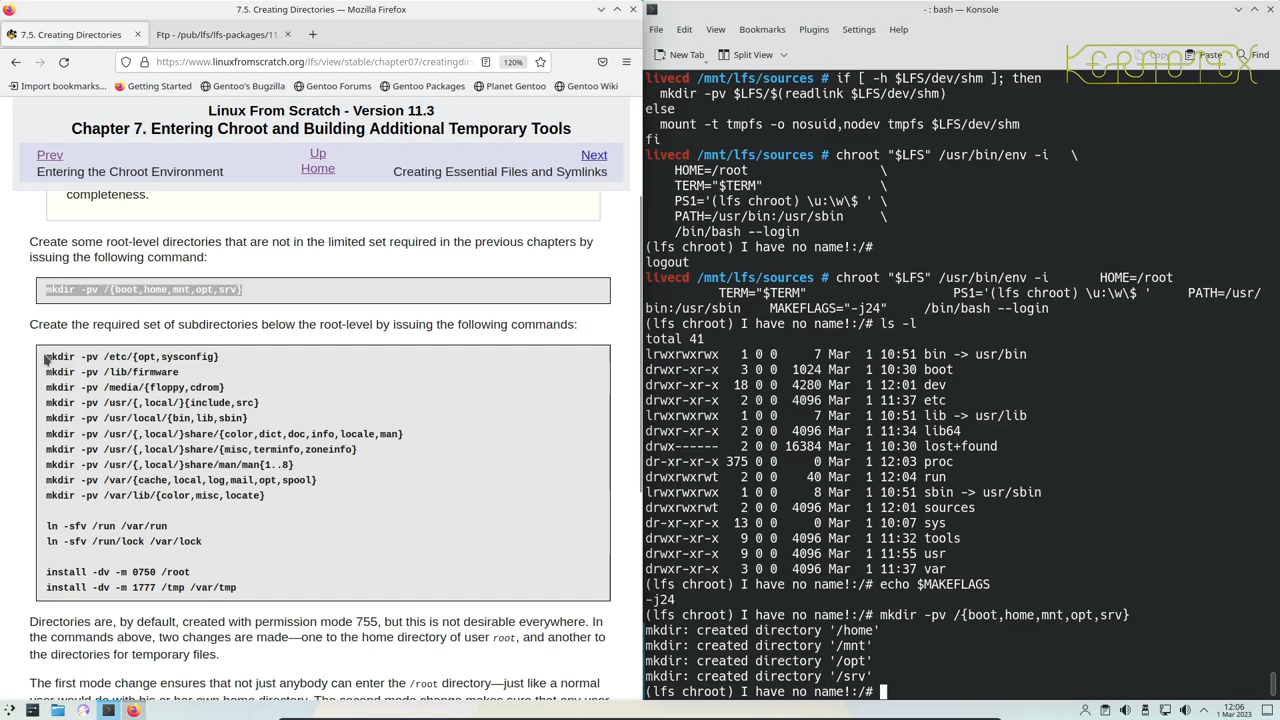 7.5. Creating Directories — Mozilla Firefox
7.5. Creating Directories
Ftp - /pub/lfs/lfs-packages/11.
https://www.linuxfromscratch.org/lfs/view/stable/chapter07/creating
120%
Import bookmarks...
Getting Started
Gentoo's Bugzilla
Gentoo Forums
Gentoo Packages
Planet Gentoo
Gentoo Wiki
Linux From Scratch - Version 11.3
Chapter 7. Entering Chroot and Building Additional Temporary Tools
Prev
Up
Next
Entering the Chroot Environment
Home
Creating Essential Files and Symlinks
completeness.
Create some root-level directories that are not in the limited set required in the previous chapters by
issuing the following command:
mkdir -pv /{boot,home,mnt,opt,srv}
Create the required set of subdirectories below the root-level by issuing the following commands:
mkdir -pv /etc/{opt,sysconfig}
mkdir -pv /lib/firmware
mkdir -pv /media/{floppy,cdrom}
mkdir -pv /usr/{,local/}{include,src}
mkdir -pv /usr/local/{bin,lib,sbin}
mkdir -pv /usr/{,local/}share/{color,dict,doc,info,locale,man}
mkdir -pv /usr/{,local/}share/{misc,terminfo,zoneinfo}
mkdir -pv /usr/{,local/}share/man/man{1..8}
mkdir -pv /var/{cache,local,log,mail,opt,spool}
mkdir -pv /var/lib/{color,misc,locate}
ln -sfv /run /var/run
ln -sfv /run/lock /var/lock
install -dv -m 0750 /root
install -dv -m 1777 /tmp /var/tmp
Directories are, by default, created with permission mode 755, but this is not desirable everywhere. In
the commands above, two changes are made—one to the home directory of user root, and another to
the directories for temporary files.
The first mode change ensures that not just anybody can enter the /root directory—just like a normal
user would do with his or her own home directory. The second mode change makes sure that any user
- : bash — Konsole
File Edit View Bookmarks Plugins Settings Help
New Tab
Split View
Copy
Paste
Find
KERNOTEX
livecd /mnt/lfs/sources # if [ -h $LFS/dev/shm ]; then
mkdir -pv $LFS/$(readlink $LFS/dev/shm)
else
mount -t tmpfs -o nosuid,nodev tmpfs $LFS/dev/shm
fi
livecd /mnt/lfs/sources # chroot "$LFS" /usr/bin/env -i \
HOME=/root \
TERM="$TERM" \
PS1='(lfs chroot) \u:\w\$ ' \
PATH=/usr/bin:/usr/sbin \
/bin/bash --login
(lfs chroot) I have no name!:/#
logout
livecd /mnt/lfs/sources # chroot "$LFS" /usr/bin/env -i HOME=/root
TERM="$TERM" PS1='(lfs chroot) \u:\w\$ ' PATH=/usr/
bin:/usr/sbin MAKEFLAGS="-j24" /bin/bash --login
(lfs chroot) I have no name!:/# ls -l
total 41
lrwxrwxrwx 1 0 0 7 Mar 1 10:51 bin -> usr/bin
drwxr-xr-x 3 0 0 1024 Mar 1 10:30 boot
drwxr-xr-x 18 0 0 4280 Mar 1 12:01 dev
drwxr-xr-x 2 0 0 4096 Mar 1 11:37 etc
lrwxrwxrwx 1 0 0 7 Mar 1 10:51 lib -> usr/lib
drwxr-xr-x 2 0 0 4096 Mar 1 11:34 lib64
drwx------ 2 0 0 16384 Mar 1 10:30 lost+found
dr-xr-xr-x 375 0 0 0 Mar 1 12:03 proc
drwxrwxrwt 2 0 0 40 Mar 1 12:04 run
lrwxrwxrwx 1 0 0 8 Mar 1 10:51 sbin -> usr/sbin
drwxrwxrwt 2 0 0 4096 Mar 1 12:01 sources
dr-xr-xr-x 13 0 0 0 Mar 1 10:07 sys
drwxr-xr-x 9 0 0 4096 Mar 1 11:32 tools
drwxr-xr-x 9 0 0 4096 Mar 1 11:55 usr
drwxr-xr-x 3 0 0 4096 Mar 1 11:37 var
(lfs chroot) I have no name!:/# echo $MAKEFLAGS
-j24
(lfs chroot) I have no name!:/# mkdir -pv /{boot,home,mnt,opt,srv}
mkdir: created directory '/home'
mkdir: created directory '/mnt'
mkdir: created directory '/opt'
mkdir: created directory '/srv'
(lfs chroot) I have no name!:/#
12:06
1 Mar 2023